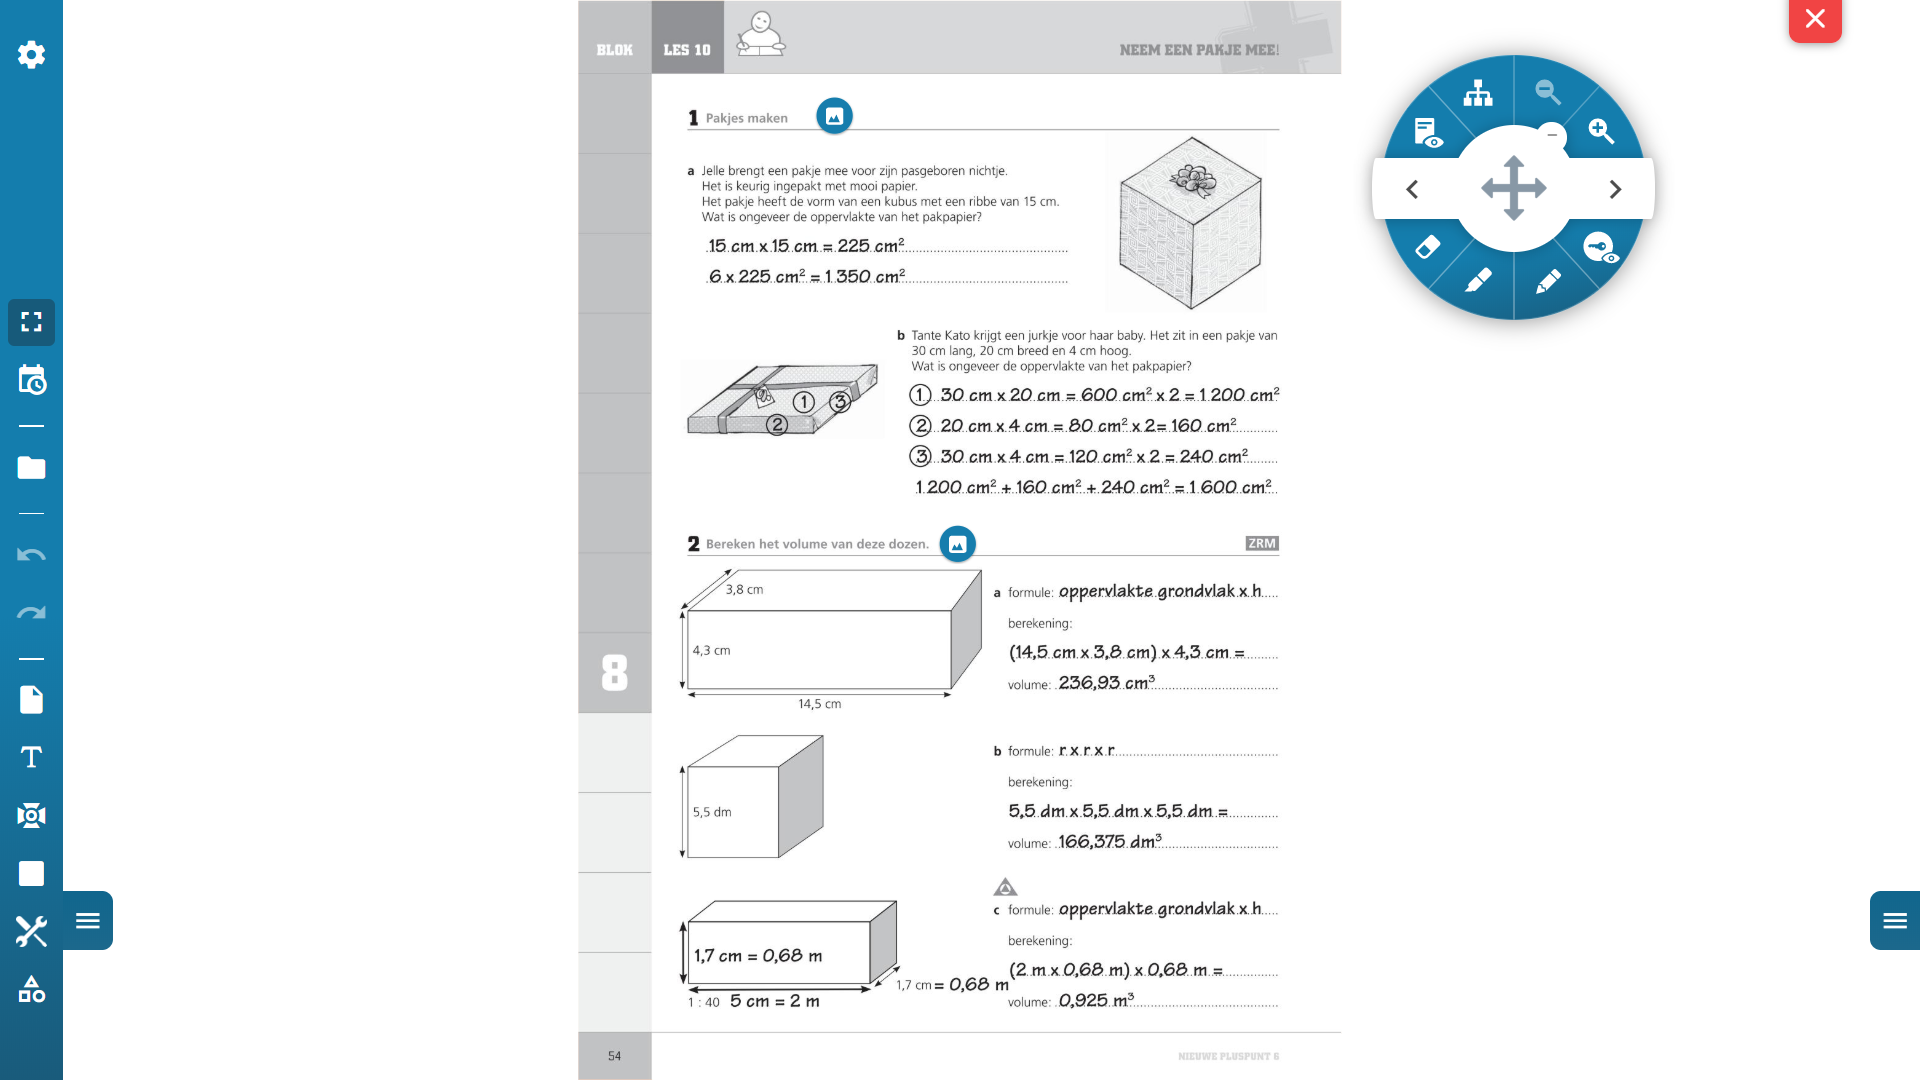 BLOK LES 10 NEEM EEN PAKJE MEE!
1 Pakjes maken
a Jelle brengt een pakje mee voor zijn pasgeboren nichtje.
Het is keurig ingepakt met mooi papier.
Het pakje heeft de vorm van een kubus met een ribbe van 15 cm.
Wat is ongeveer de oppervlakte van het pakpapier?
15 cm x 15 cm = 225 cm²
6 x 225 cm² = 1 350 cm²
b Tante Kato krijgt een jurkje voor haar baby. Het zit in een pakje van
30 cm lang, 20 cm breed en 4 cm hoog.
Wat is ongeveer de oppervlakte van het pakpapier?
① ② ③
① 30 cm x 20 cm = 600 cm² x 2 = 1 200 cm²
② 20 cm x 4 cm = 80 cm² x 2= 160 cm²
③ 30 cm x 4 cm = 120 cm² x 2 = 240 cm²
1 200 cm² + 160 cm² + 240 cm² = 1 600 cm²
2 Bereken het volume van deze dozen. ZRM
3,8 cm
4,3 cm
14,5 cm
a formule: oppervlakte grondvlak x h
berekening:
(14,5 cm x 3,8 cm) x 4,3 cm =
volume: 236,93 cm³
8
5,5 dm
b formule: r x r x r
berekening:
5,5 dm x 5,5 dm x 5,5 dm =
volume: 166,375 dm³
1,7 cm = 0,68 m
1,7 cm = 0,68 m
1 : 40 5 cm = 2 m
c formule: oppervlakte grondvlak x h
berekening:
(2 m x 0,68 m) x 0,68 m =
volume: 0,925 m³
54 NIEUWE PLUSPUNT 6